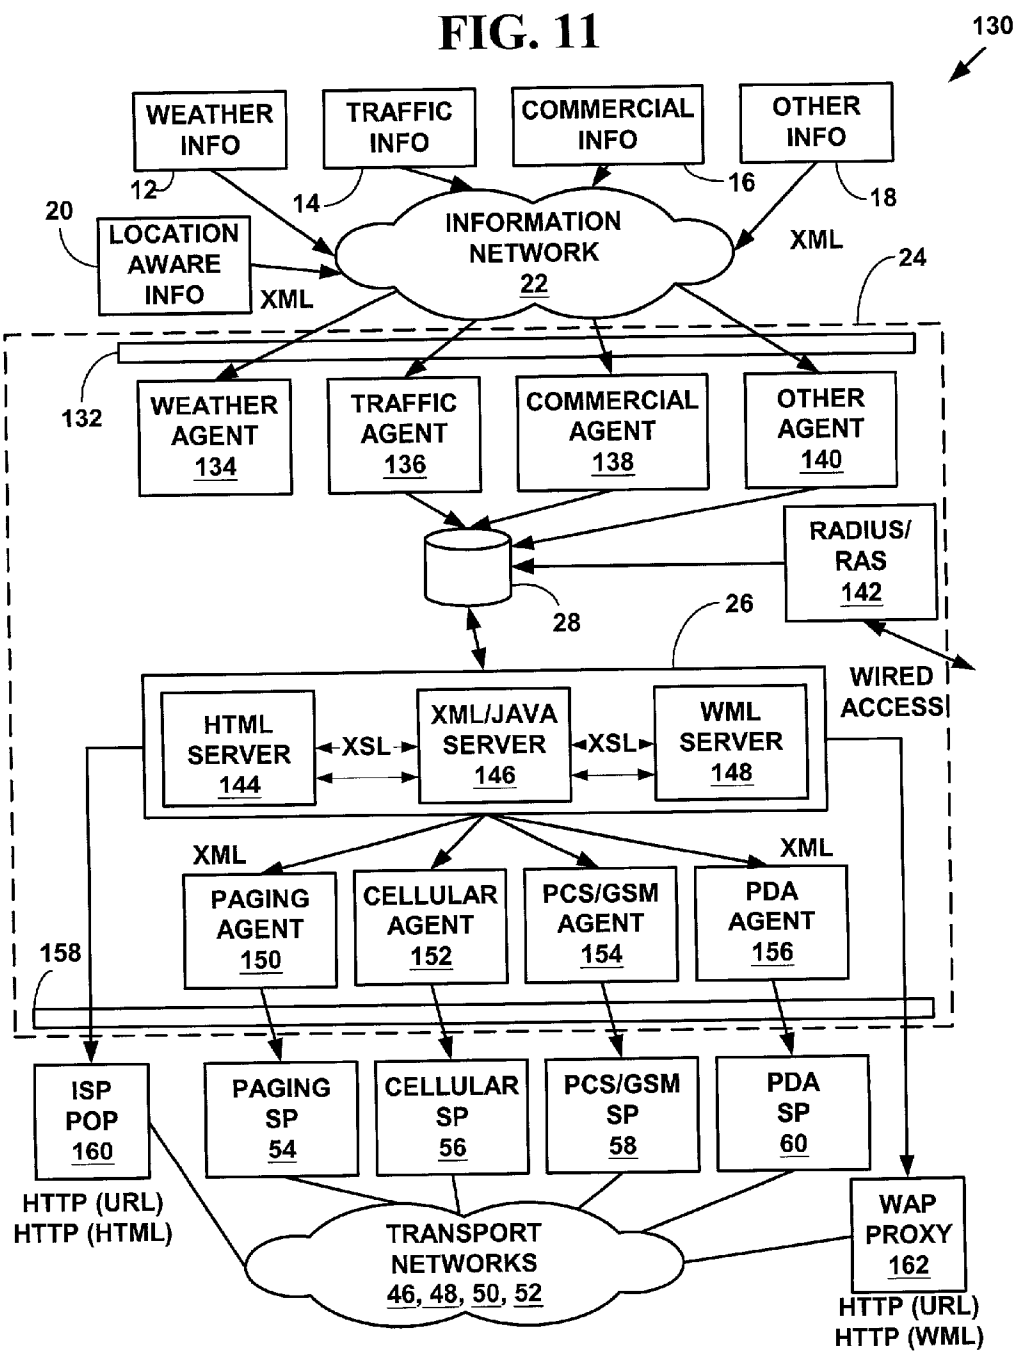 FIG. 11
130
WEATHER
INFO
TRAFFIC
INFO
COMMERCIAL
INFO
OTHER
INFO
12
14
16
18
20
LOCATION
AWARE
INFO
XML
INFORMATION
NETWORK
22
XML
24
132
WEATHER
AGENT
134
TRAFFIC
AGENT
136
COMMERCIAL
AGENT
138
OTHER
AGENT
140
28
RADIUS/
RAS
142
26
WIRED
ACCESS
HTML
SERVER
144
XSL
XML/JAVA
SERVER
146
XSL
WML
SERVER
148
XML
XML
PAGING
AGENT
150
CELLULAR
AGENT
152
PCS/GSM
AGENT
154
PDA
AGENT
156
158
ISP
POP
160
HTTP (URL)
HTTP (HTML)
PAGING
SP
54
CELLULAR
SP
56
PCS/GSM
SP
58
PDA
SP
60
TRANSPORT
NETWORKS
46, 48, 50, 52
WAP
PROXY
162
HTTP (URL)
HTTP (WML)